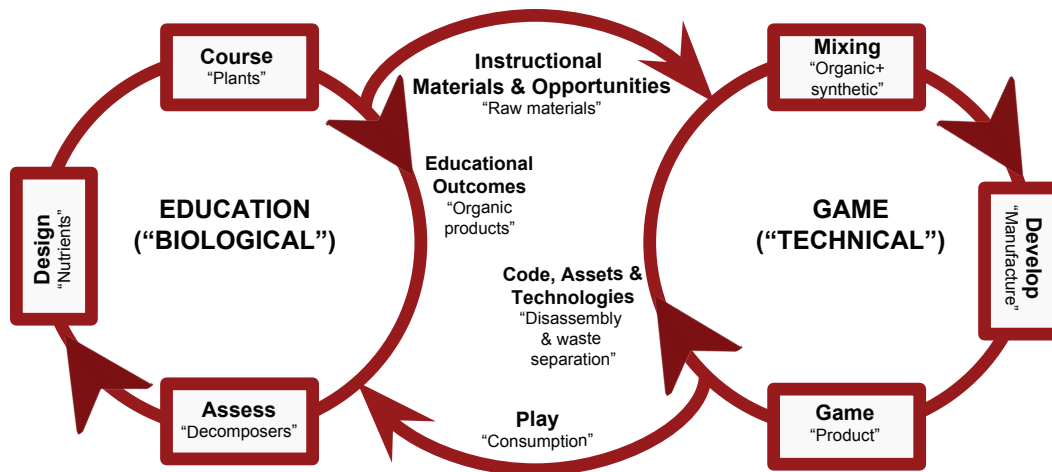 Course
“Plants”
Instructional
Materials & Opportunities
“Raw materials”
Mixing
“Organic+
synthetic”
Educational
Outcomes
“Organic
products”
EDUCATION
(“BIOLOGICAL”)
GAME
(“TECHNICAL”)
Design
“Nutrients”
Develop
“Manufacture”
Code, Assets &
Technologies
“Disassembly
& waste
separation”
Assess
“Decomposers”
Play
“Consumption”
Game
“Product”